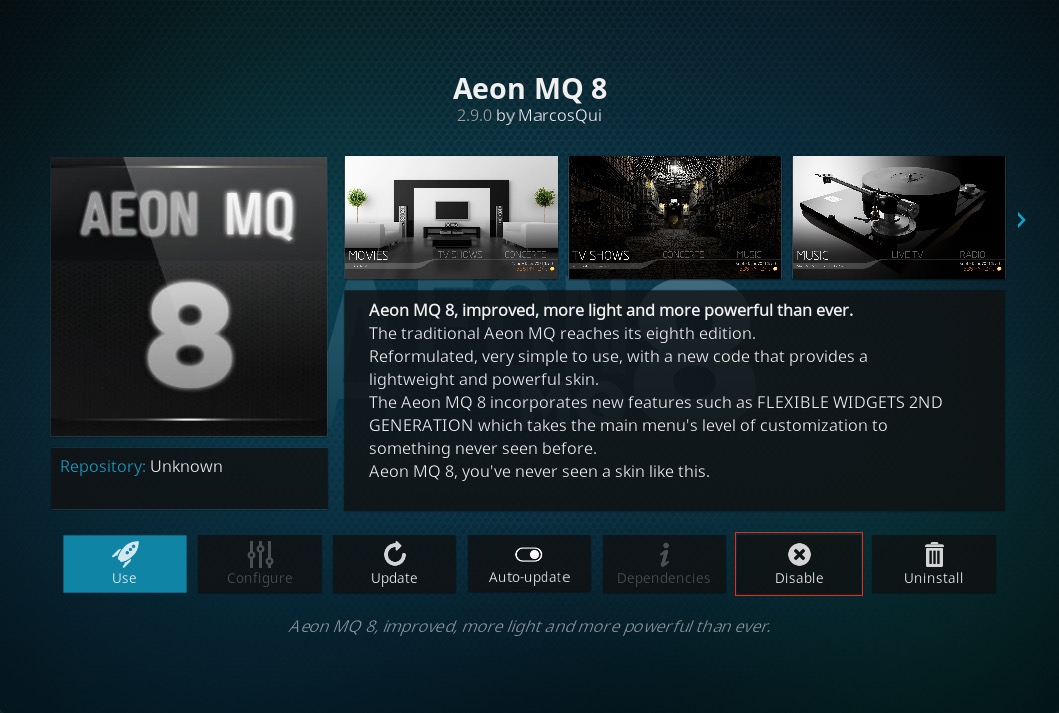 Aeon MQ 8
2.9.0 by MarcosQui
AEON MQ
8
MOVIES TV SHOWS CONCERTS
TV SHOWS CONCERTS MUSIC
MUSIC LIVE TV RADIO
Aeon MQ 8, improved, more light and more powerful than ever.
The traditional Aeon MQ reaches its eighth edition.
Reformulated, very simple to use, with a new code that provides a
lightweight and powerful skin.
The Aeon MQ 8 incorporates new features such as FLEXIBLE WIDGETS 2ND
GENERATION which takes the main menu's level of customization to
something never seen before.
Aeon MQ 8, you've never seen a skin like this.
Repository: Unknown
Use
Configure
Update
Auto-update
Dependencies
Disable
Uninstall
Aeon MQ 8, improved, more light and more powerful than ever.